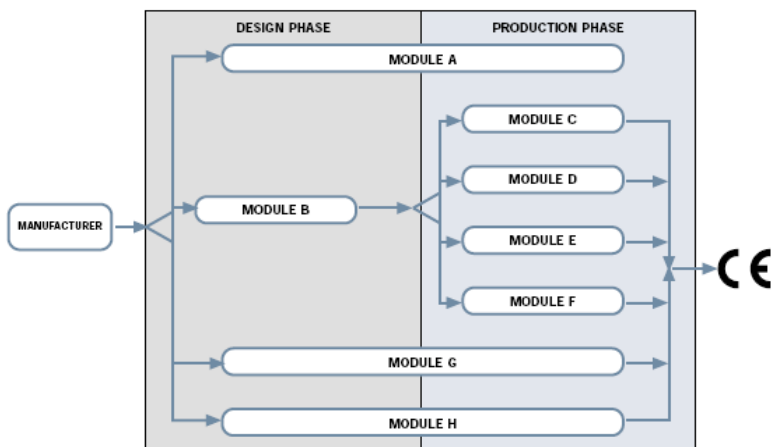 DESIGN PHASE
PRODUCTION PHASE
MODULE A
MODULE C
MODULE D
MODULE B
MANUFACTURER
MODULE E
CE
MODULE F
MODULE G
MODULE H